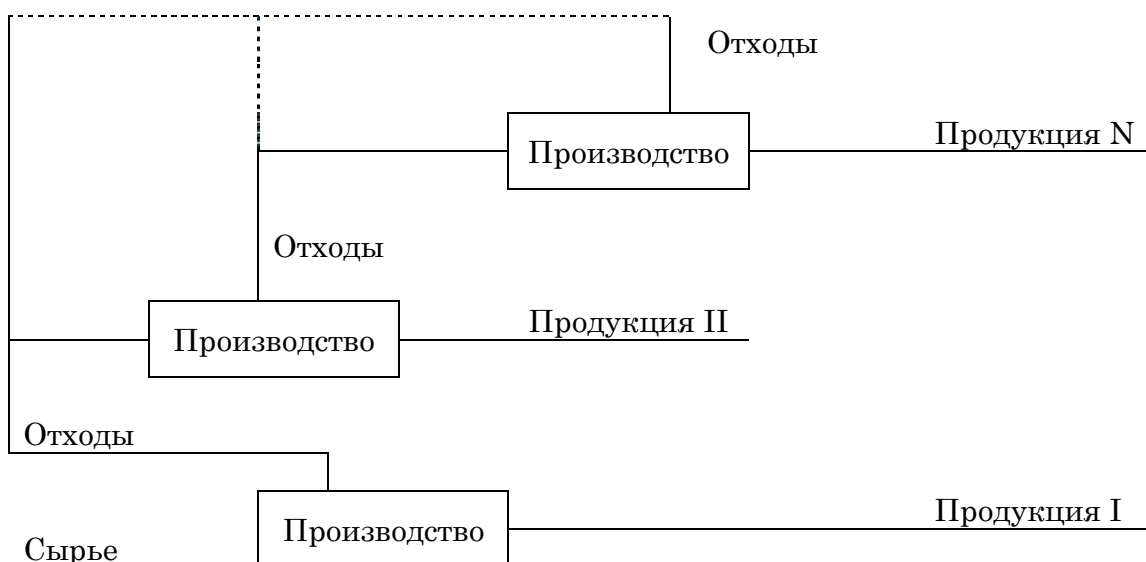 Отходы
Продукция N
Производство
Отходы
Продукция II
Производство
Отходы
Продукция I
Производство
Сырье